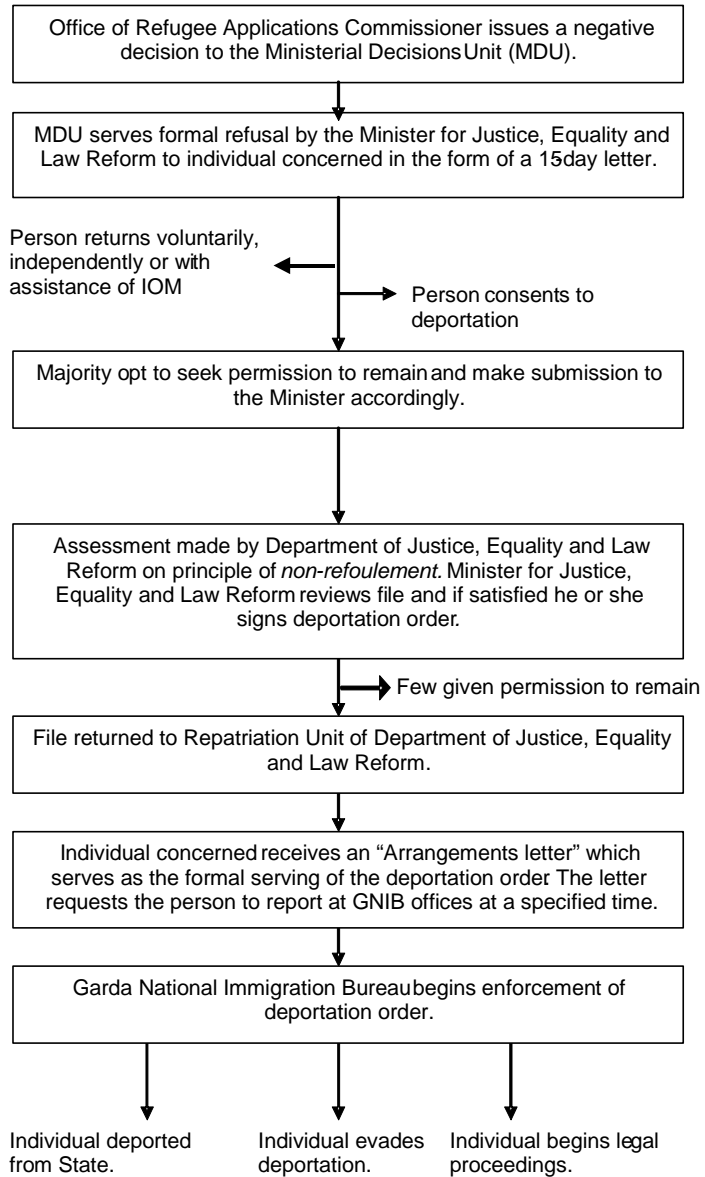 Office of Refugee Applications Commissioner issues a negative
decision to the Ministerial Decisions Unit (MDU).
MDU serves formal refusal by the Minister for Justice, Equality and
Law Reform to individual concerned in the form of a 15day letter.
Person returns voluntarily,
independently or with
assistance of IOM
Person consents to
deportation
Majority opt to seek permission to remain and make submission to
the Minister accordingly.
Assessment made by Department of Justice, Equality and Law
Reform on principle of non-refoulement. Minister for Justice,
Equality and Law Reform reviews file and if satisfied he or she
signs deportation order.
Few given permission to remain
File returned to Repatriation Unit of Department of Justice, Equality
and Law Reform.
Individual concerned receives an “Arrangements letter” which
serves as the formal serving of the deportation order. The letter
requests the person to report at GNIB offices at a specified time.
Garda National Immigration Bureau begins enforcement of
deportation order.
Individual deported
from State.
Individual evades
deportation.
Individual begins legal
proceedings.